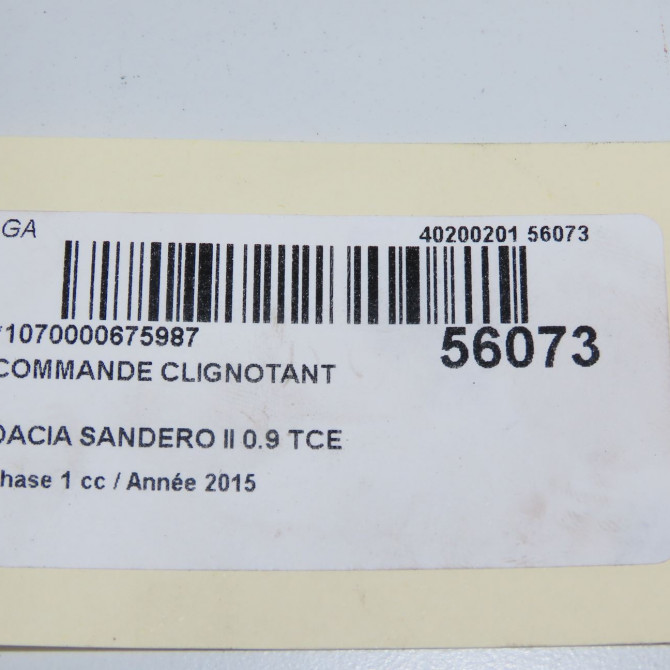 GA 40200201 56073
*1070000675987 56073
COMMANDE CLIGNOTANT
DACIA SANDERO II 0.9 TCE
hase 1 cc / Année 2015